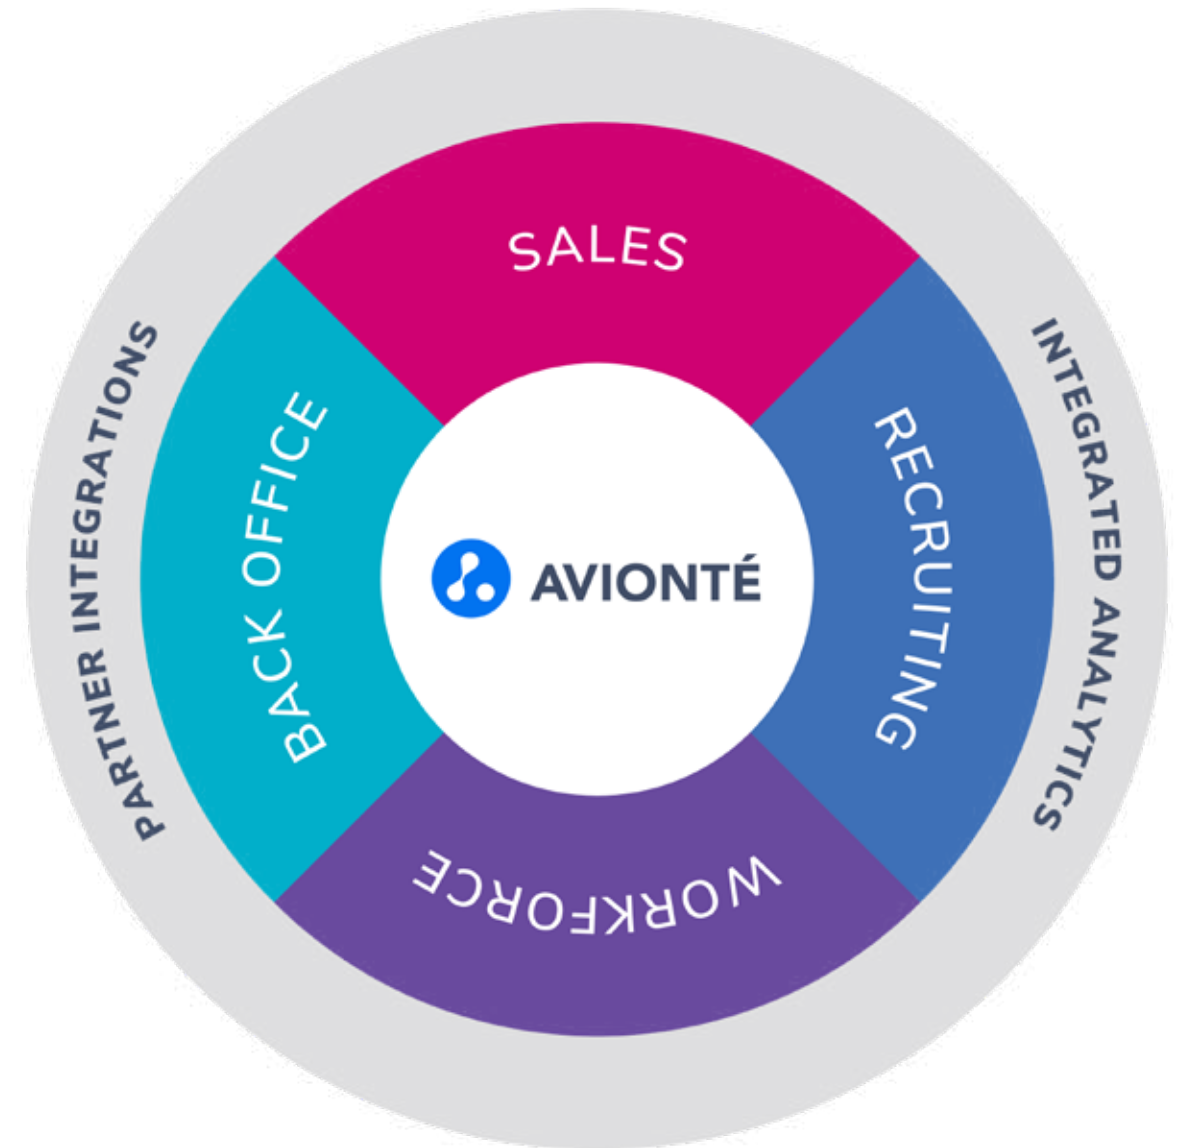 SALES
RECRUITING
WORKFORCE
BACK OFFICE
AVIONTÉ
PARTNER INTEGRATIONS
INTEGRATED ANALYTICS